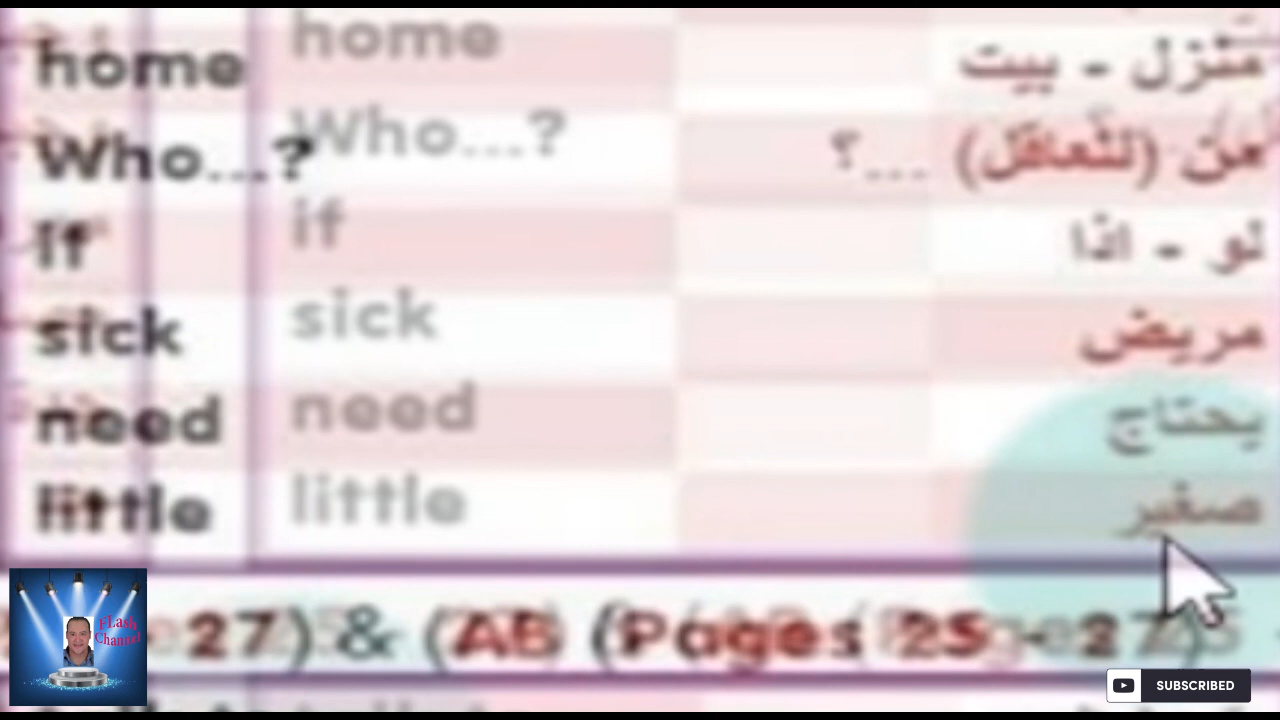 home home منزل - بيت
Who...? Who...? من (للعاقل) ...؟
if if لو - اذا
sick sick مريض
need need يحتاج
little little صغير
27) & (AB (Pages 25 - 27)
FLash
Channel
SUBSCRIBED